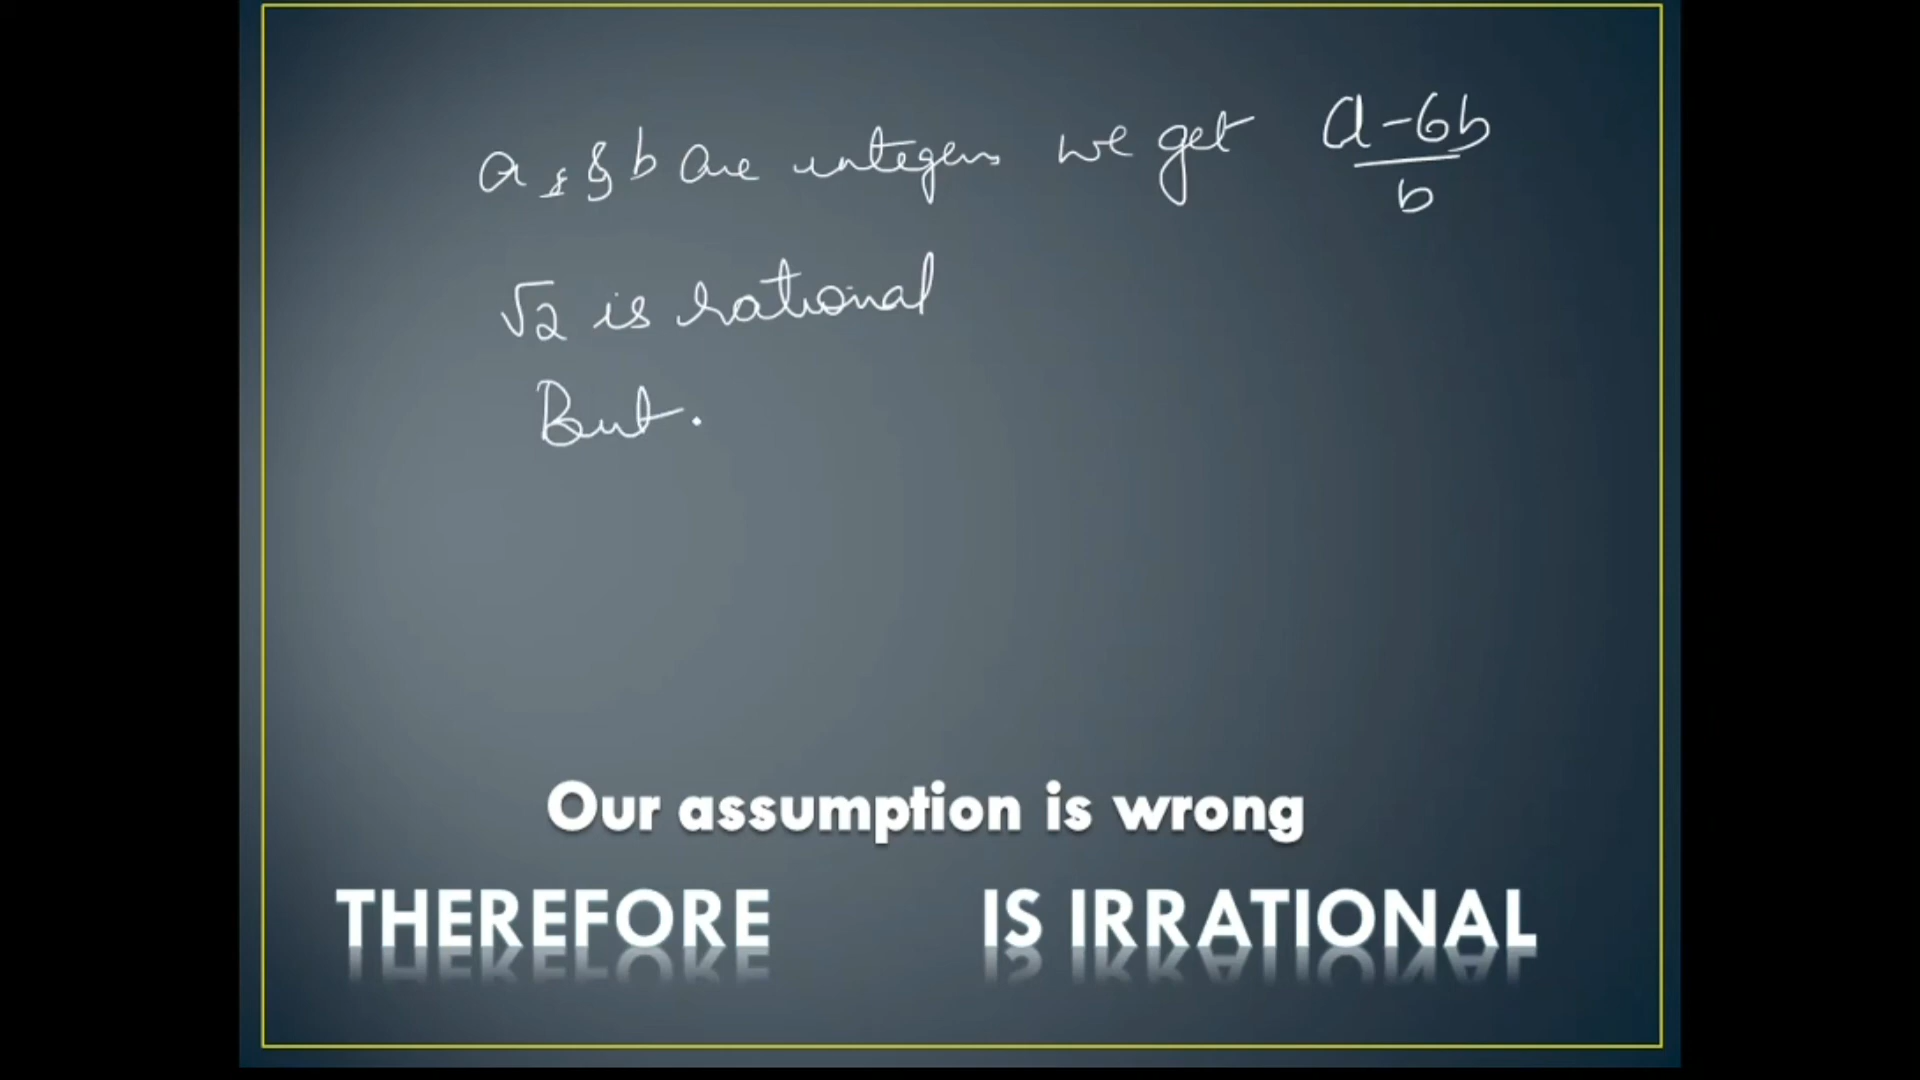 a & b are integers we get a-6b/b
√2 is rational
But.
Our assumption is wrong
THEREFORE IS IRRATIONAL